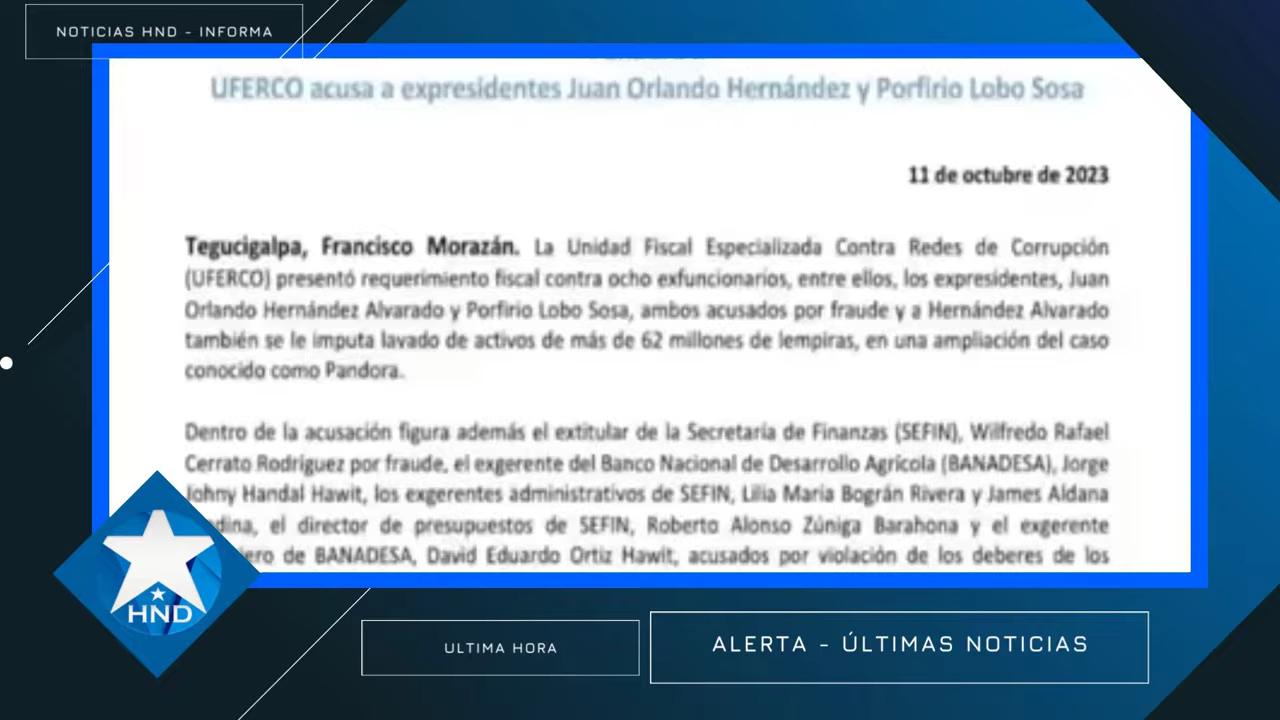 NOTICIAS HND - INFORMA
UFERCO acusa a expresidentes Juan Orlando Hernández y Porfirio Lobo Sosa
11 de octubre de 2023
Tegucigalpa, Francisco Morazán. La Unidad Fiscal Especializada Contra Redes de Corrupción
(UFERCO) presentó requerimiento fiscal contra ocho exfuncionarios, entre ellos, los expresidentes, Juan
Orlando Hernández Alvarado y Porfirio Lobo Sosa, ambos acusados por fraude y a Hernández Alvarado
también se le imputa lavado de activos de más de 62 millones de lempiras, en una ampliación del caso
conocido como Pandora.
Dentro de la acusación figura además el extitular de la Secretaría de Finanzas (SEFIN), Wilfredo Rafael
Cerrato Rodríguez por fraude, el exgerente del Banco Nacional de Desarrollo Agrícola (BANADESA), Jorge
Johny Handal Hawit, los exgerentes administrativos de SEFIN, Lilia María Bográn Rivera y James Aldana
el director de presupuestos de SEFIN, Roberto Alonso Zúniga Barahona y el exgerente
de BANADESA, David Eduardo Ortiz Hawit, acusados por violación de los deberes de los
HND
ULTIMA HORA
ALERTA - ÚLTIMAS NOTICIAS